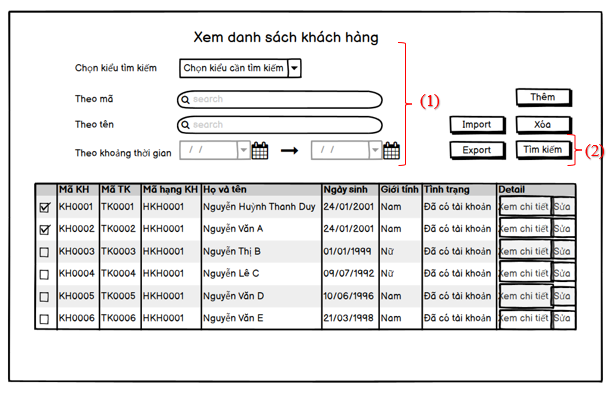 Xem danh sách khách hàng
Chọn kiểu tìm kiếm Chọn kiểu cần tìm kiếm
(1)
Theo mã search Thêm
Theo tên search Import Xóa
Theo khoảng thời gian / / / / Export Tìm kiếm (2)
Mã KH Mã TK Mã hạng KH Họ và tên Ngày sinh Giới tính Tình trạng Detail
KH0001 TK0001 HKH0001 Nguyễn Huỳnh Thanh Duy 24/01/2001 Nam Đã có tài khoản Xem chi tiết Sửa
KH0002 TK0002 HKH0001 Nguyễn Văn A 24/01/2001 Nam Đã có tài khoản Xem chi tiết Sửa
KH0003 TK0003 HKH0001 Nguyễn Thị B 01/01/1999 Nữ Đã có tài khoản Xem chi tiết Sửa
KH0004 TK0004 HKH0001 Nguyễn Lê C 09/07/1992 Nữ Đã có tài khoản Xem chi tiết Sửa
KH0005 TK0005 HKH0001 Nguyễn Văn D 10/06/1996 Nam Đã có tài khoản Xem chi tiết Sửa
KH0006 TK0006 HKH0001 Nguyễn Văn E 21/03/1998 Nam Đã có tài khoản Xem chi tiết Sửa